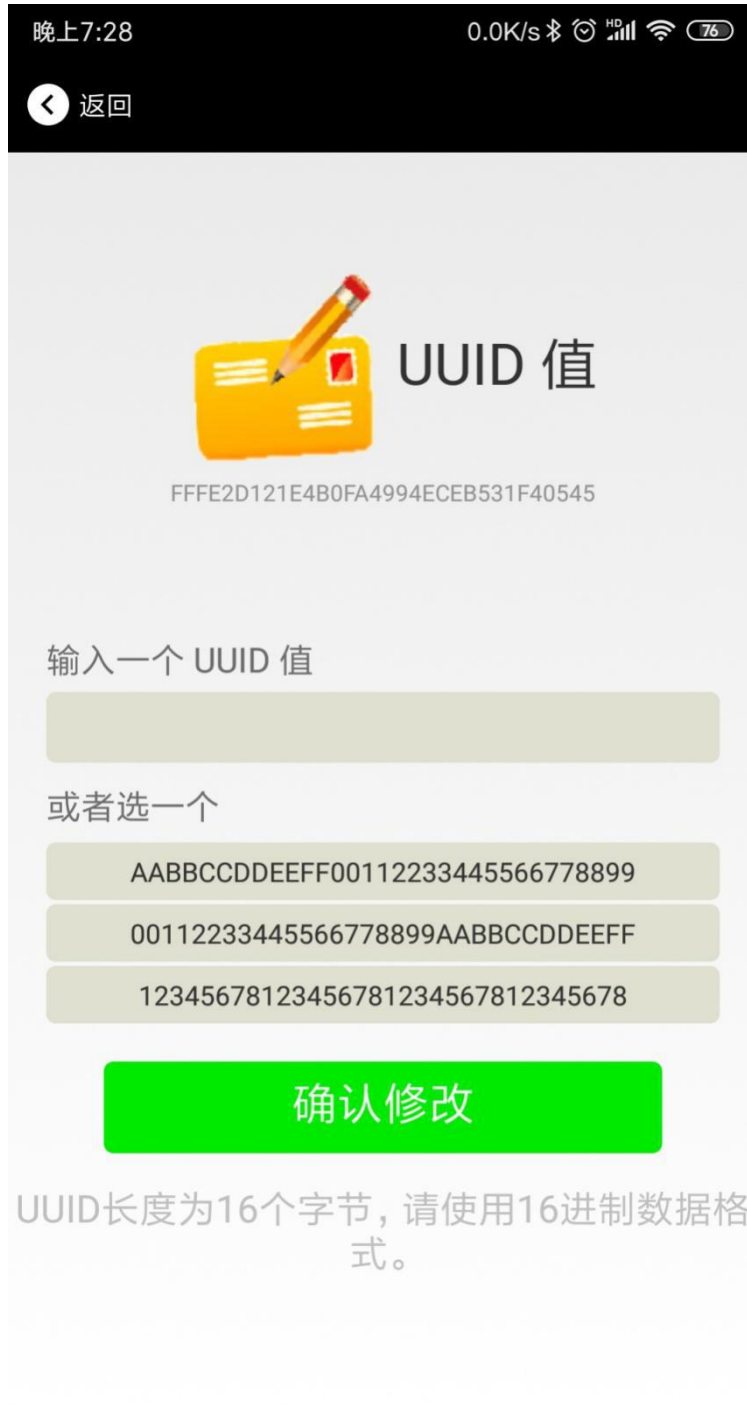 晚上7:28
0.0K/s HD 76
返回
UUID 值
FFFE2D121E4B0FA4994ECEB531F40545
输入一个 UUID 值
或者选一个
AABBCCDDEEFF00112233445566778899
00112233445566778899AABBCCDDEEFF
12345678123456781234567812345678
确认修改
UUID长度为16个字节，请使用16进制数据格
式。